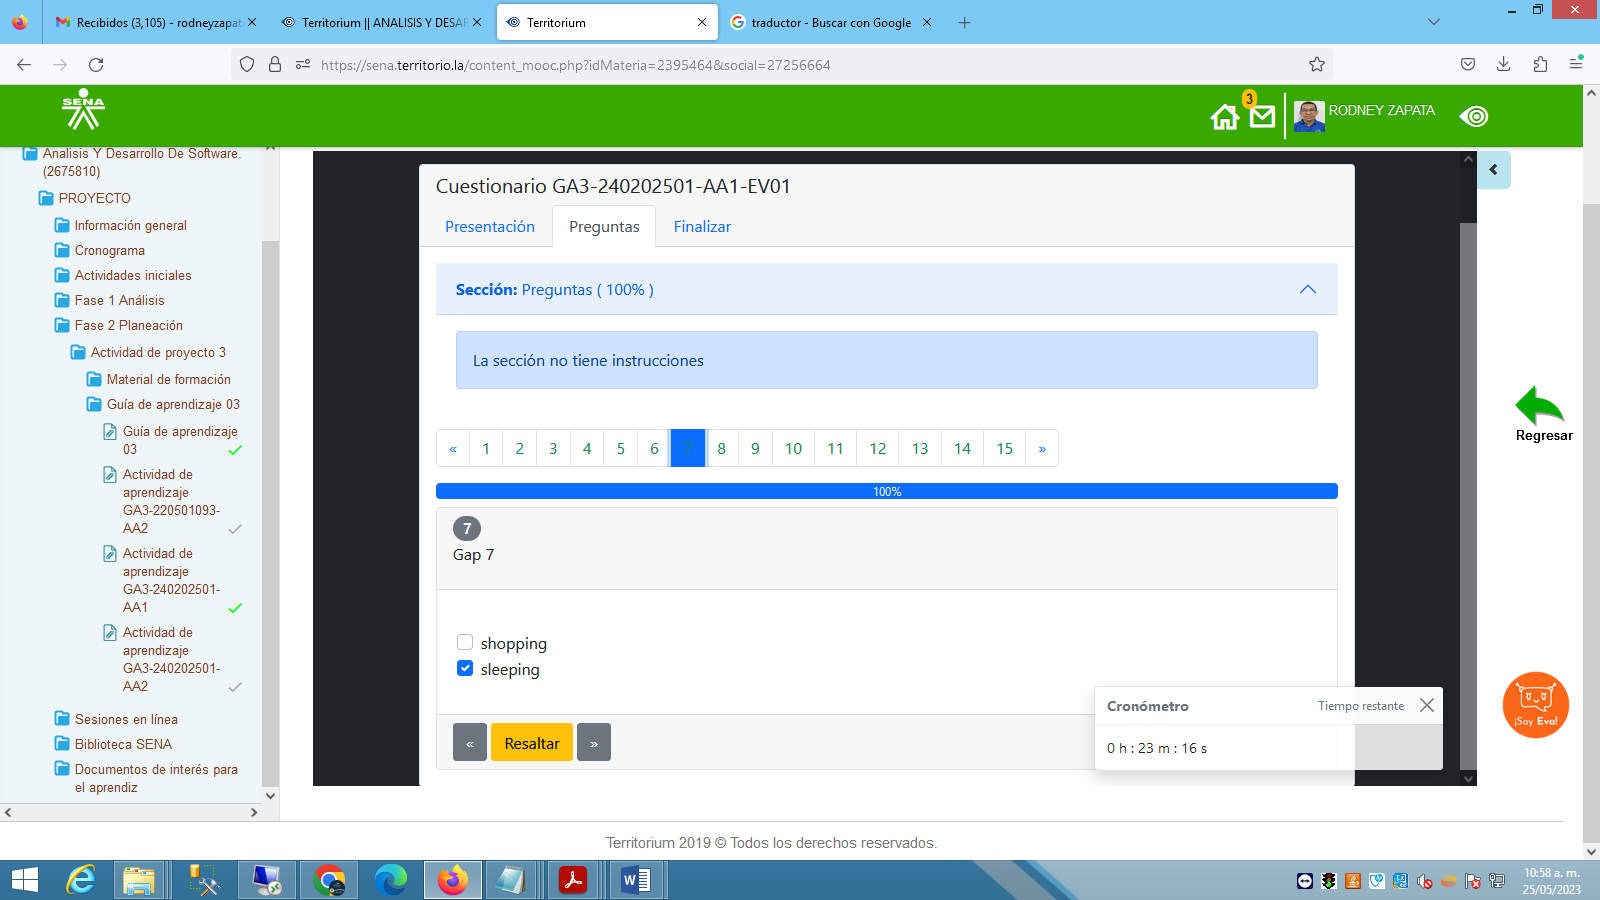 Recibidos (3,105) - rodneyzapat
Territorium || ANALISIS Y DESAR
Territorium
traductor - Buscar con Google
https://sena.territorio.la/content_mooc.php?idMateria=2395464&social=27256664
SENA
3
RODNEY ZAPATA
Analisis Y Desarrollo De Software.
(2675810)
PROYECTO
Información general
Cronograma
Actividades iniciales
Fase 1 Análisis
Fase 2 Planeación
Actividad de proyecto 3
Material de formación
Guía de aprendizaje 03
Guía de aprendizaje
03
Actividad de
aprendizaje
GA3-220501093-
AA2
Actividad de
aprendizaje
GA3-240202501-
AA1
Actividad de
aprendizaje
GA3-240202501-
AA2
Sesiones en línea
Biblioteca SENA
Documentos de interés para
el aprendiz
Cuestionario GA3-240202501-AA1-EV01
Presentación Preguntas Finalizar
Sección: Preguntas ( 100% )
La sección no tiene instrucciones
« 1 2 3 4 5 6 7 8 9 10 11 12 13 14 15 »
100%
7
Gap 7
shopping
sleeping
« Resaltar »
Cronómetro Tiempo restante
0 h : 23 m : 16 s
Regresar
¡Soy Eva!
Territorium 2019 © Todos los derechos reservados.
10:58 a. m.
25/05/2023